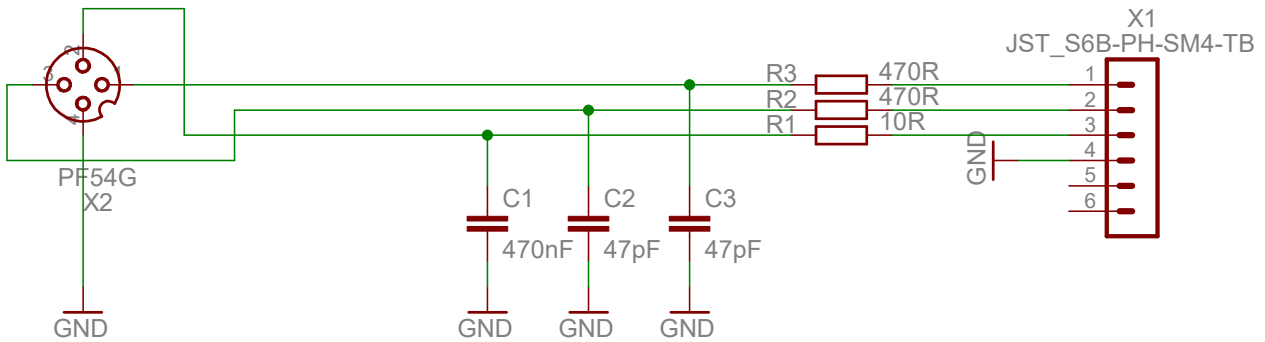 X1
JST_S6B-PH-SM4-TB
2
3
1
4
PF54G
X2
R3
470R
R2
470R
R1
10R
1
2
3
4
5
6
GND
C1
470nF
C2
47pF
C3
47pF
GND
GND
GND
GND